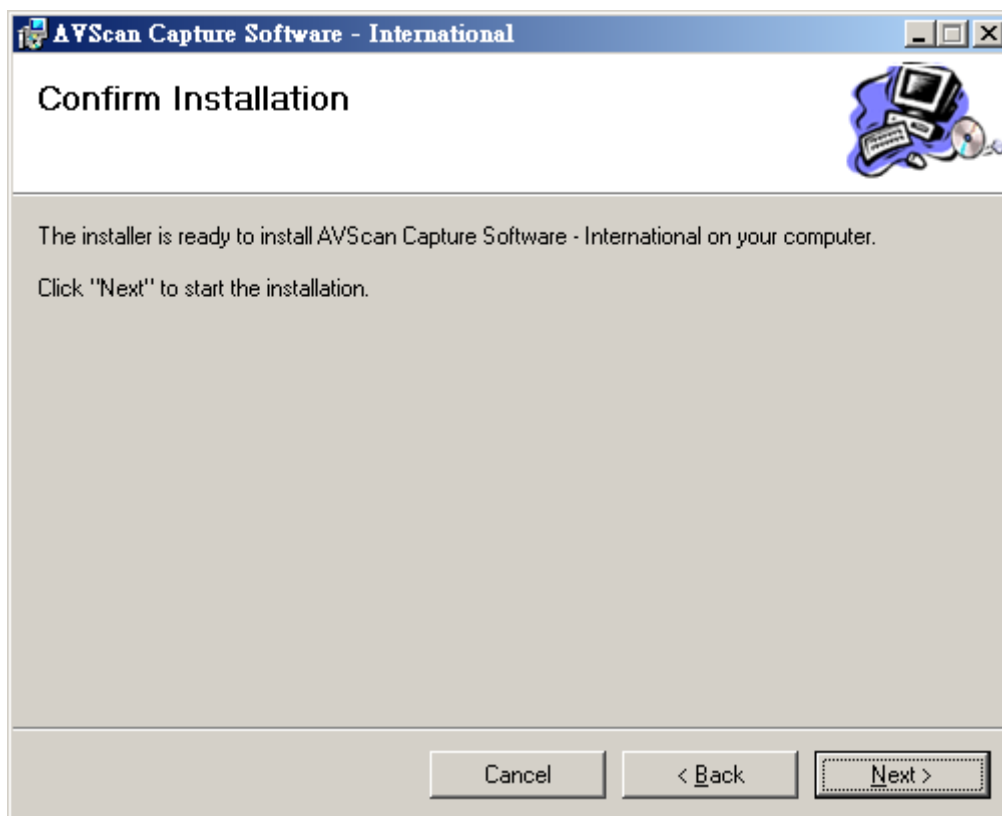 AVScan Capture Software - International
Confirm Installation
The installer is ready to install AVScan Capture Software - International on your computer.
Click "Next" to start the installation.
Cancel
< Back
Next >